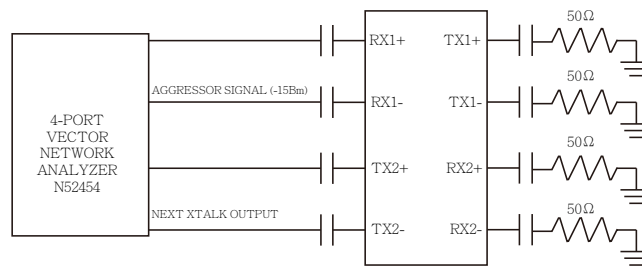 50Ω
RX1+ TX1+
50Ω
AGGRESSOR SIGNAL (-15Bm)
RX1- TX1-
4-PORT
VECTOR
NETWORK
ANALYZER
N52454
50Ω
TX2+ RX2+
50Ω
NEXT XTALK OUTPUT
TX2- RX2-